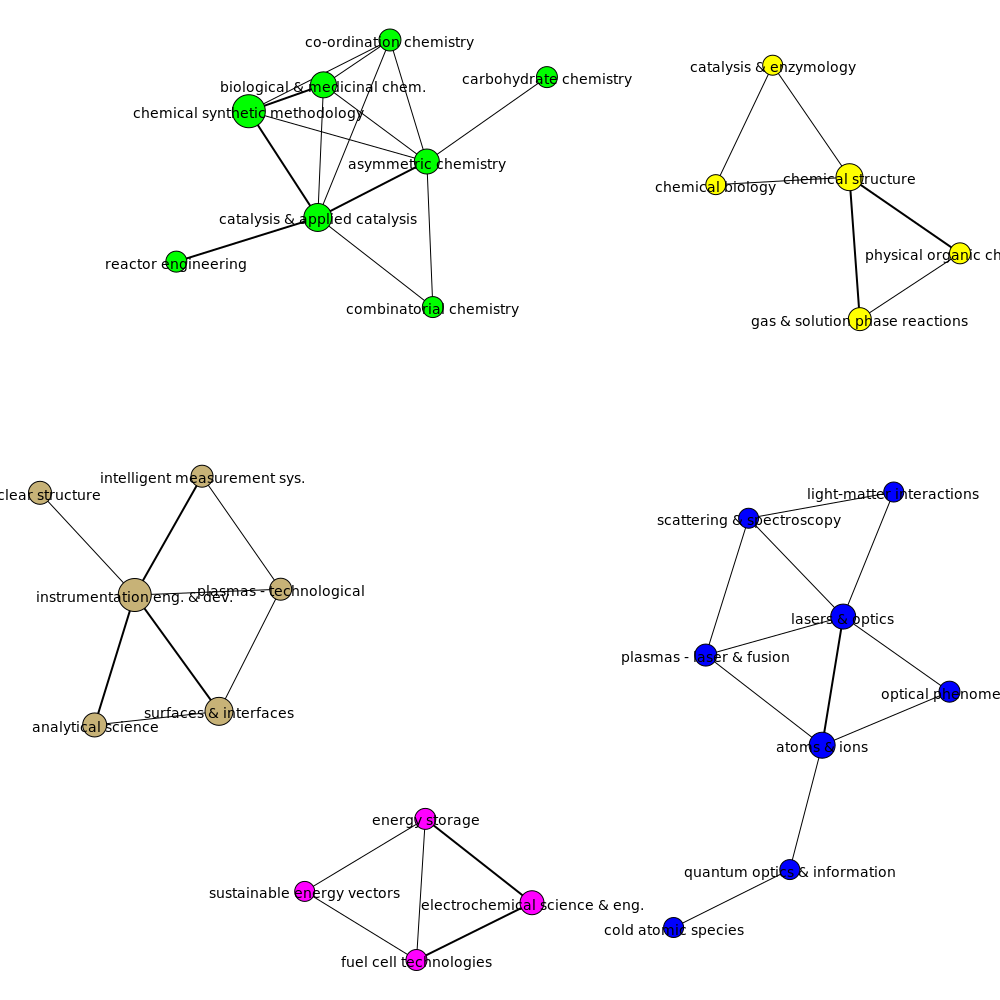 co-ordination chemistry
carbohydrate chemistry
biological & medicinal chem.
chemical synthetic methodology
asymmetric chemistry
catalysis & applied catalysis
reactor engineering
combinatorial chemistry
catalysis & enzymology
chemical biology
chemical structure
physical organic ch
gas & solution phase reactions
intelligent measurement sys.
clear structure
plasmas - technological
instrumentation eng. & dev.
surfaces & interfaces
analytical science
light-matter interactions
scattering & spectroscopy
lasers & optics
plasmas - laser & fusion
optical phenome
atoms & ions
quantum optics & information
cold atomic species
energy storage
sustainable energy vectors
electrochemical science & eng.
fuel cell technologies